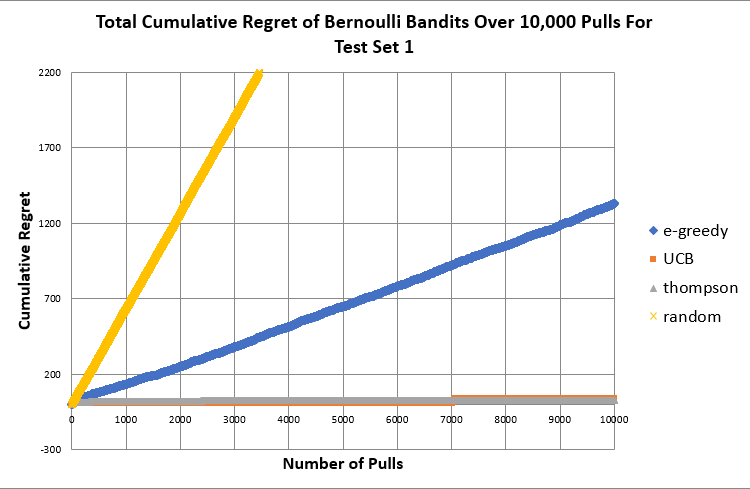 Total Cumulative Regret of Bernoulli Bandits Over 10,000 Pulls For
Test Set 1
2200
1700
1200
700
200
-300
Cumulative Regret
0 1000 2000 3000 4000 5000 6000 7000 8000 9000 10000
Number of Pulls
e-greedy
UCB
thompson
random